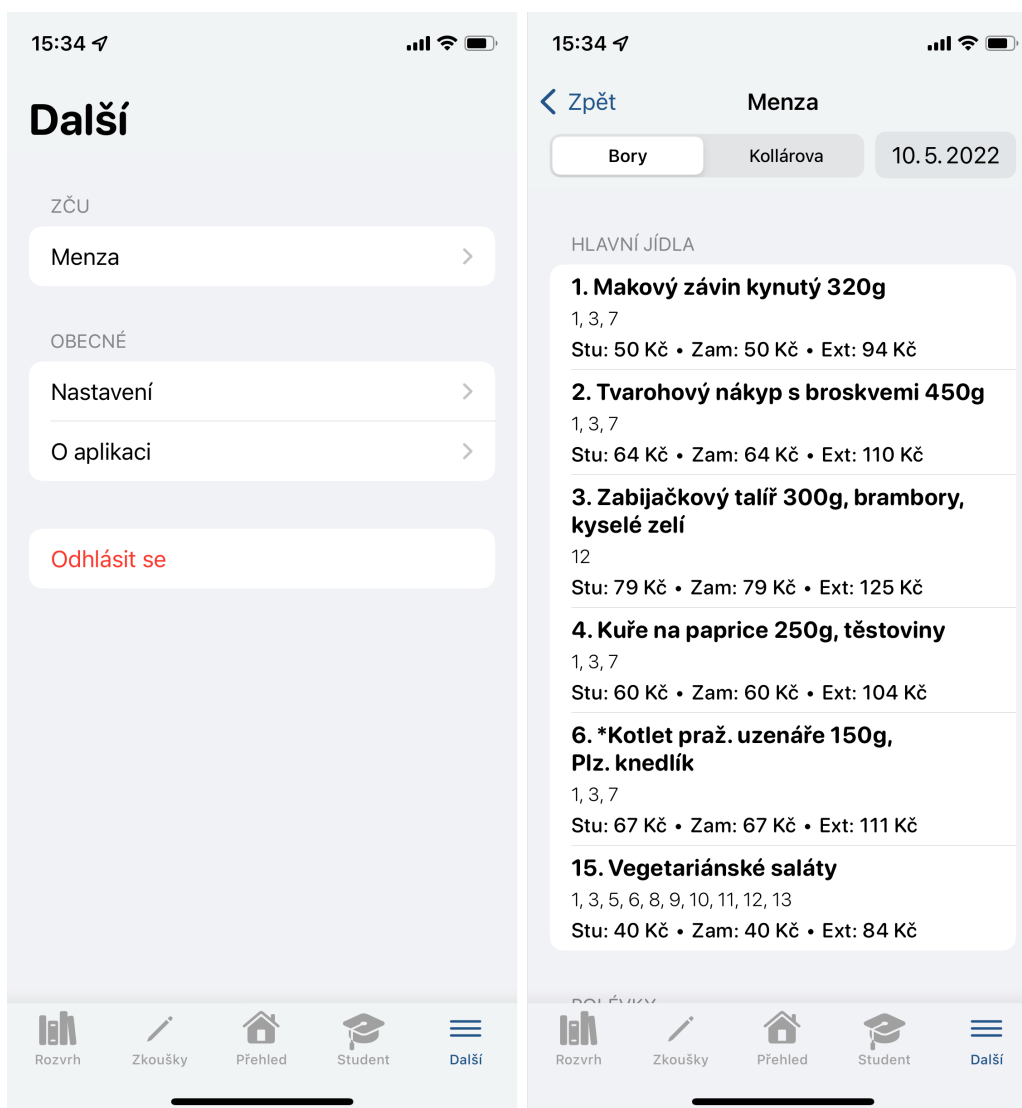 15:34
Další
ZČU
Menza
OBECNÉ
Nastavení
O aplikaci
Odhlásit se
Rozvrh
Zkoušky
Přehled
Student
Další
15:34
Zpět
Menza
Bory
Kollárova
10. 5. 2022
HLAVNÍ JÍDLA
1. Makový závin kynutý 320g
1, 3, 7
Stu: 50 Kč • Zam: 50 Kč • Ext: 94 Kč
2. Tvarohový nákyp s broskvemi 450g
1, 3, 7
Stu: 64 Kč • Zam: 64 Kč • Ext: 110 Kč
3. Zabijačkový talíř 300g, brambory,
kyselé zelí
12
Stu: 79 Kč • Zam: 79 Kč • Ext: 125 Kč
4. Kuře na paprice 250g, těstoviny
1, 3, 7
Stu: 60 Kč • Zam: 60 Kč • Ext: 104 Kč
6. *Kotlet praž. uzenáře 150g,
Plz. knedlík
1, 3, 7
Stu: 67 Kč • Zam: 67 Kč • Ext: 111 Kč
15. Vegetariánské saláty
1, 3, 5, 6, 8, 9, 10, 11, 12, 13
Stu: 40 Kč • Zam: 40 Kč • Ext: 84 Kč
POLÉVKY
Rozvrh
Zkoušky
Přehled
Student
Další